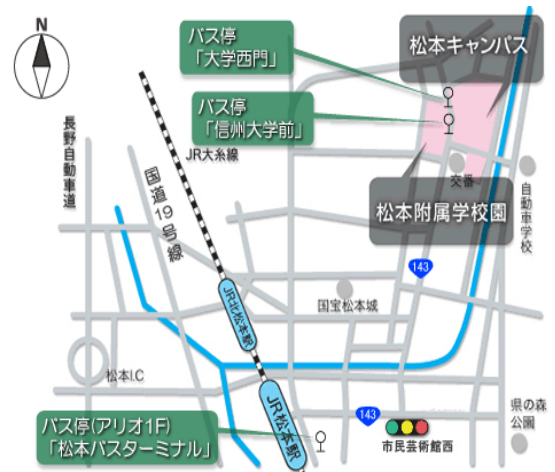 N
バス停
「大学西門」
松本キャンパス
バス停
「信州大学前」
長野自動車道
JR大糸線
国道19号線
交番
松本附属学校園
自動車学校
143
JR北松本駅
国宝松本城
松本I.C
JR松本駅
バス停(アリオ1F)
「松本バスターミナル」
143
市民芸術館西
県の森
公園